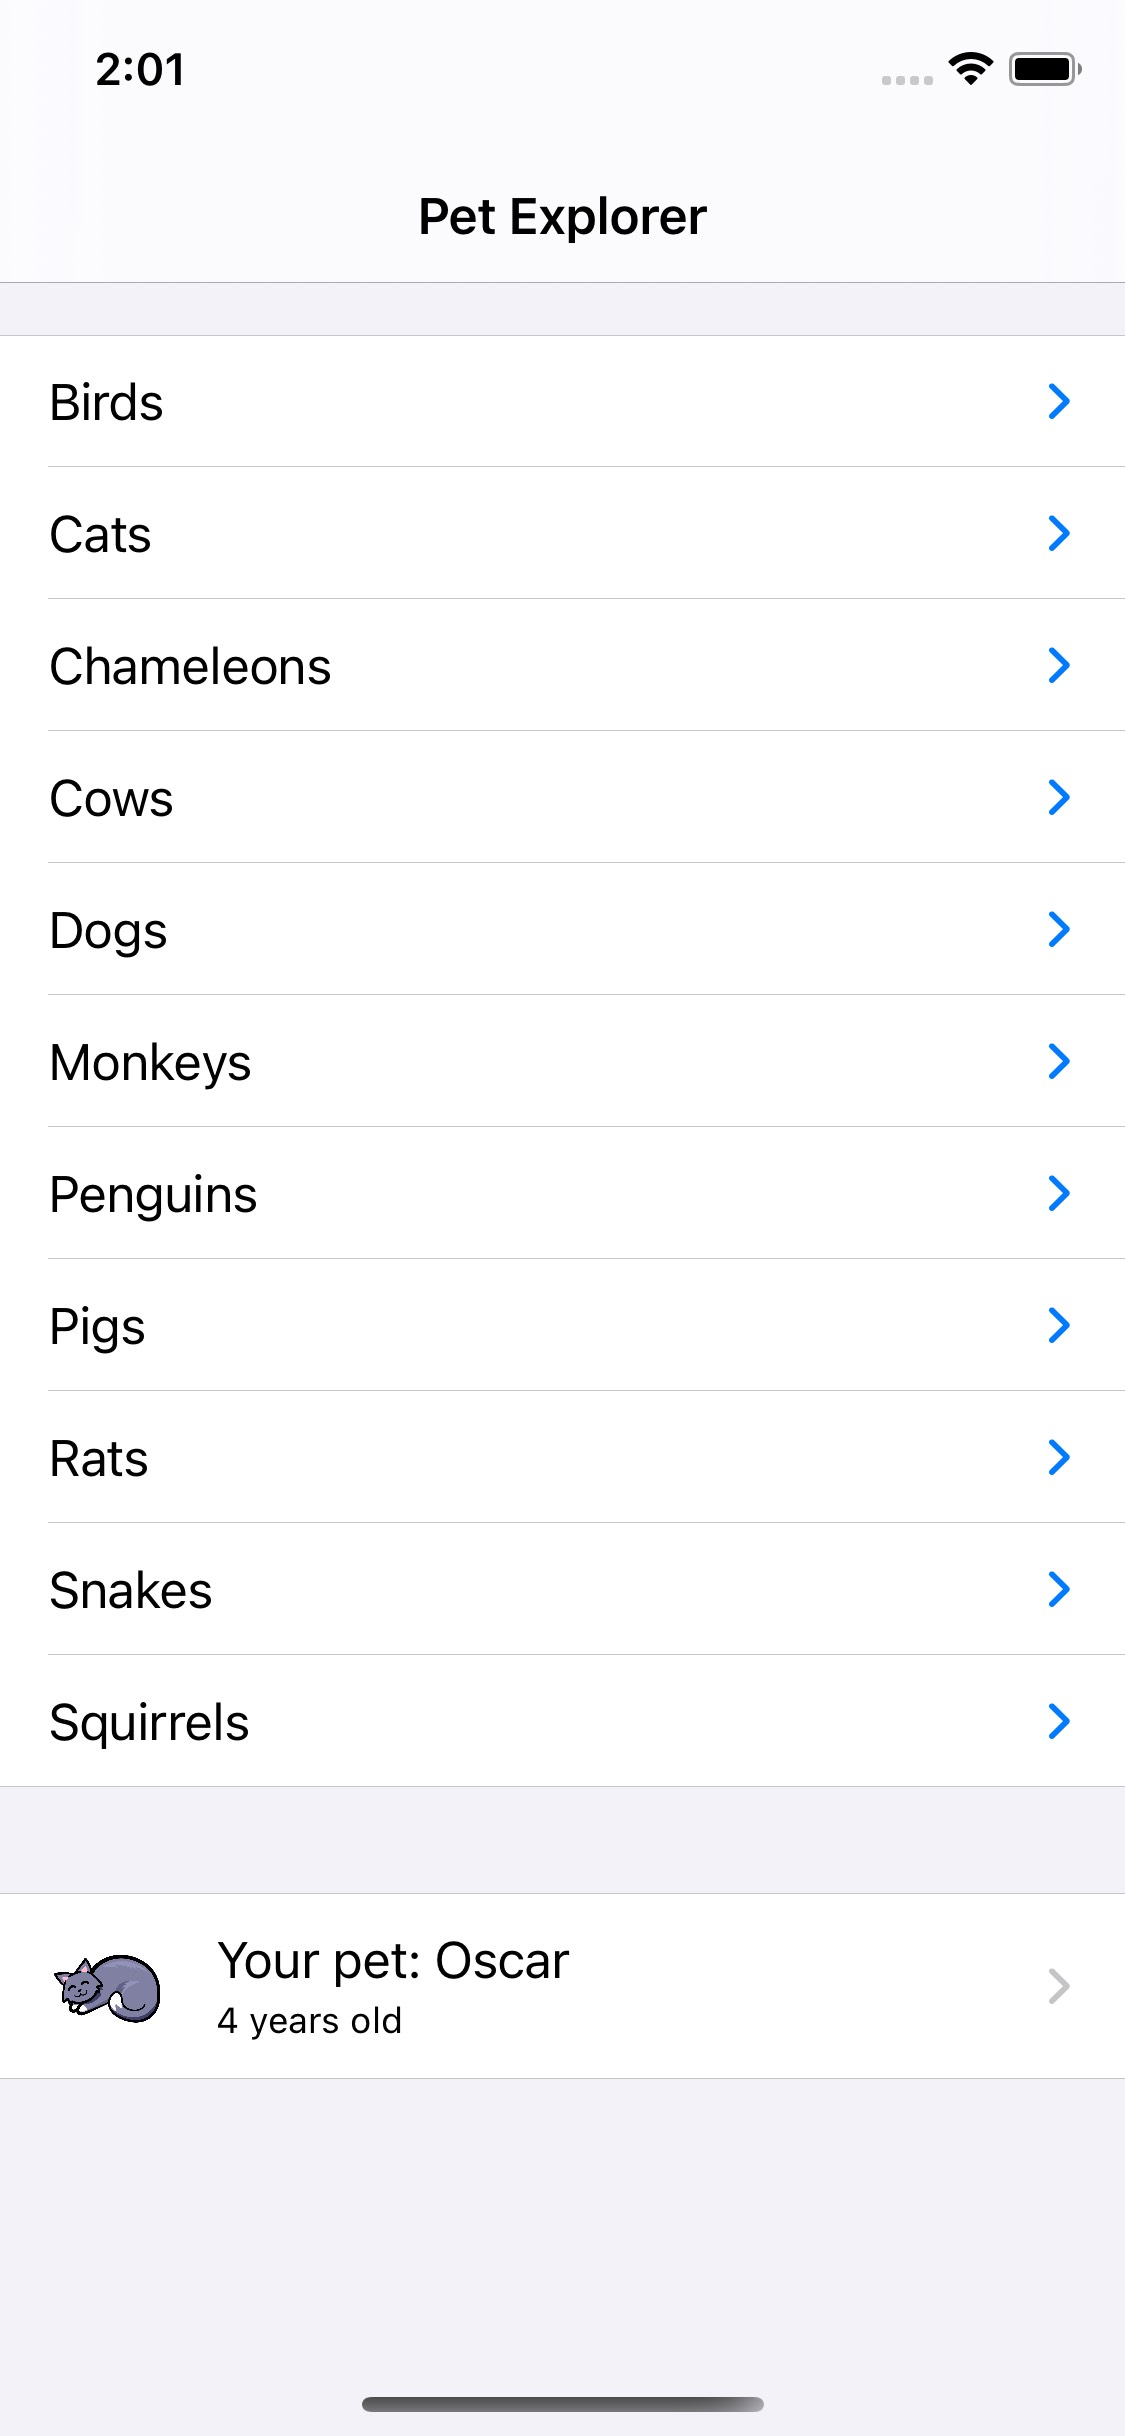 2:01
Pet Explorer
Birds
Cats
Chameleons
Cows
Dogs
Monkeys
Penguins
Pigs
Rats
Snakes
Squirrels
Your pet: Oscar
4 years old